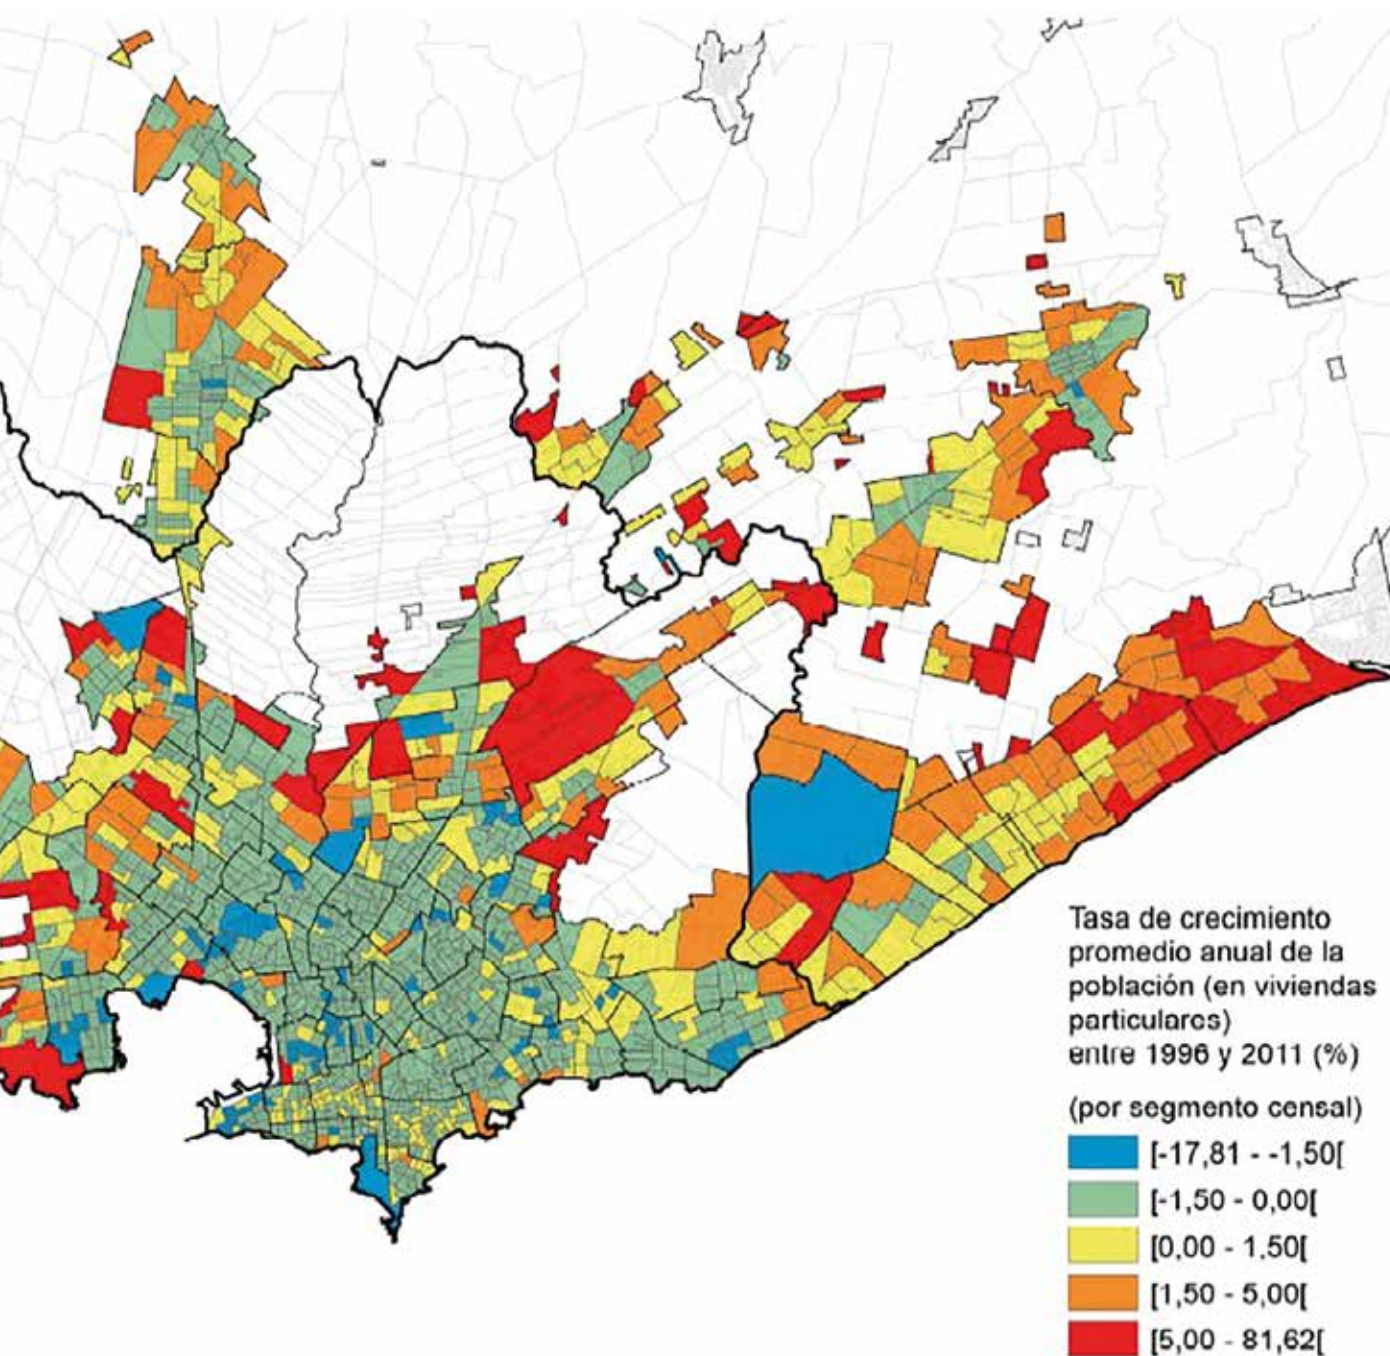 Tasa de crecimiento
promedio anual de la
población (en viviendas
particulares)
entre 1996 y 2011 (%)
(por segmento censal)
[-17,81 - -1,50[
[-1,50 - 0,00[
[0,00 - 1,50[
[1,50 - 5,00[
[5,00 - 81,62[